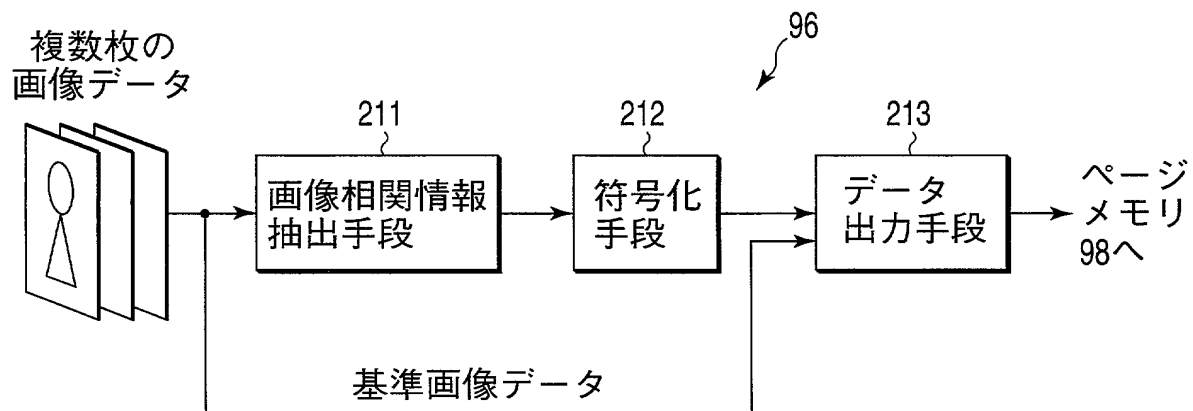 96
複数枚の
画像データ
211
212
213
画像相関情報
抽出手段
符号化
手段
データ
出力手段
ページ
メモリ
98へ
基準画像データ